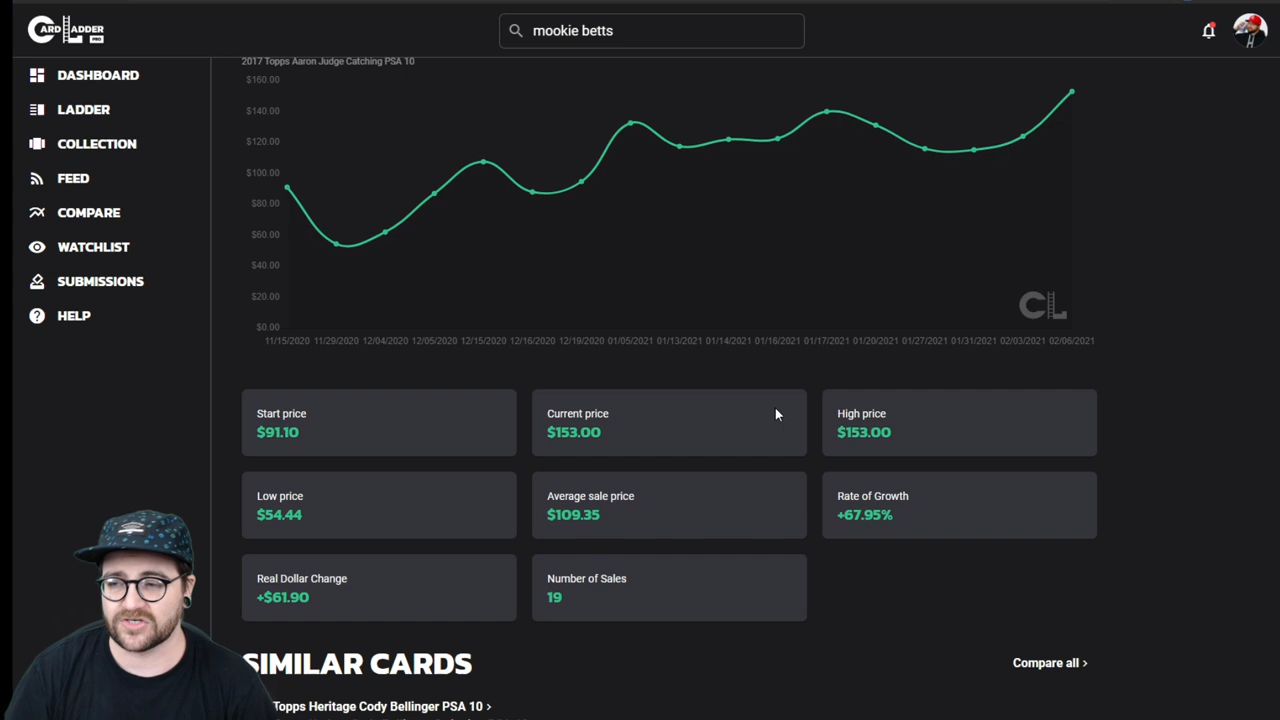 CARD LADDER
PRO
mookie betts
DASHBOARD
LADDER
COLLECTION
FEED
COMPARE
WATCHLIST
SUBMISSIONS
HELP
2017 Topps Aaron Judge Catching PSA 10
$160.00
$140.00
$120.00
$100.00
$80.00
$60.00
$40.00
$20.00
$0.00
CL
11/15/2020 11/29/2020 12/04/2020 12/05/2020 12/15/2020 12/16/2020 12/19/2020 01/05/2021 01/13/2021 01/14/2021 01/16/2021 01/17/2021 01/20/2021 01/27/2021 01/31/2021 02/03/2021 02/06/2021
Start price
$91.10
Current price
$153.00
High price
$153.00
Low price
$54.44
Average sale price
$109.35
Rate of Growth
+67.95%
Real Dollar Change
+$61.90
Number of Sales
19
SIMILAR CARDS
Compare all >
Topps Heritage Cody Bellinger PSA 10 >